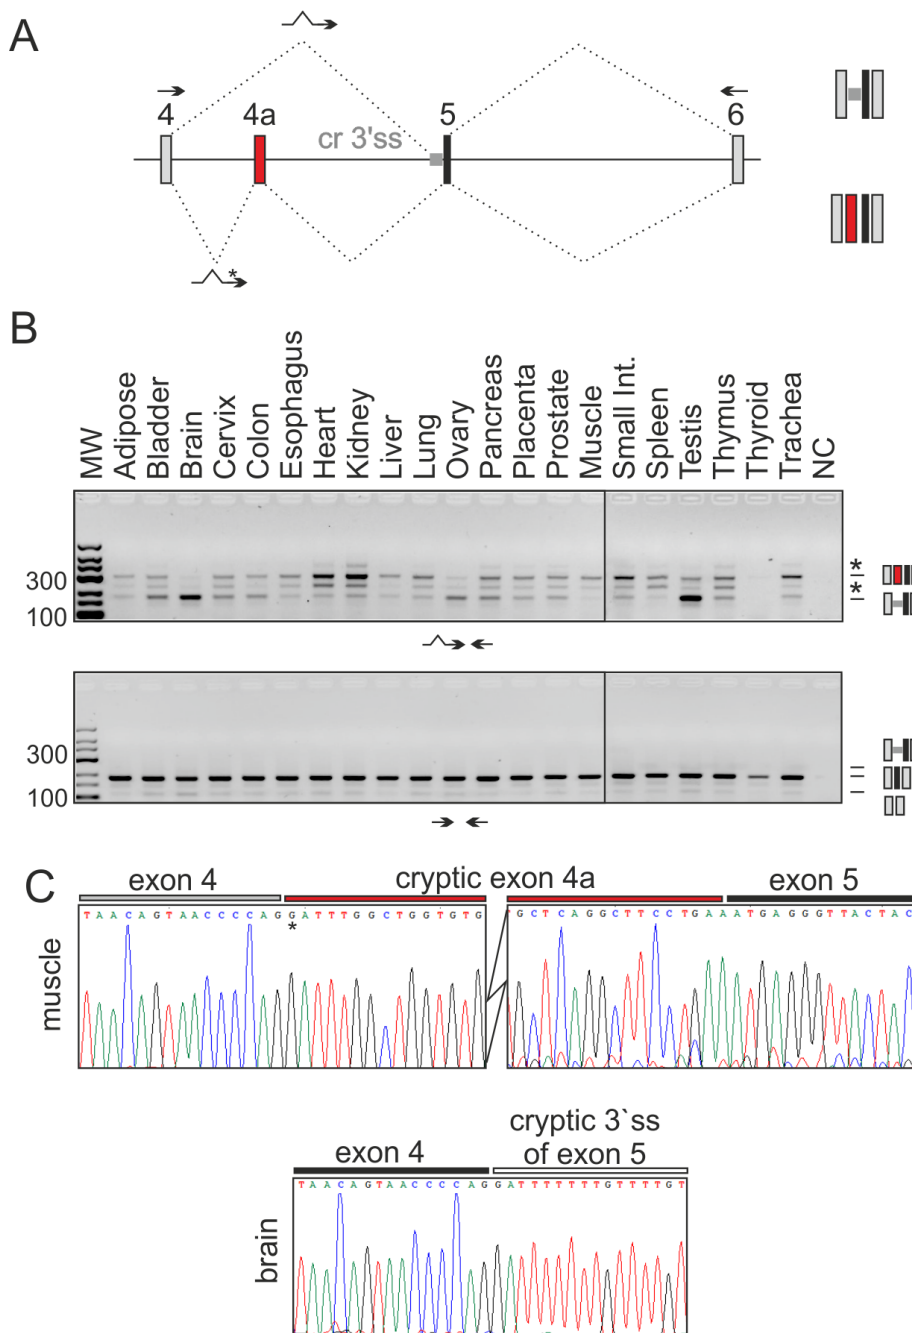 A
4 4a 5 6
cr 3'ss
*
B
MW Adipose Bladder Brain Cervix Colon Esophagus Heart Kidney Liver Lung Ovary Pancreas Placenta Prostate Muscle Small Int. Spleen Testis Thymus Thyroid Trachea NC
*
300
*
100
300
100
C
exon 4 cryptic exon 4a exon 5
TAACAGTAACCCCAGGATTTGGCTGGTGTG TGCTCAGGCTTCCTGAAATGAGGGTTACTAC
*
muscle
cryptic 3`ss
exon 4 of exon 5
TAACAGTAACCCCAGGATTTTTTTGTTTTGT
brain